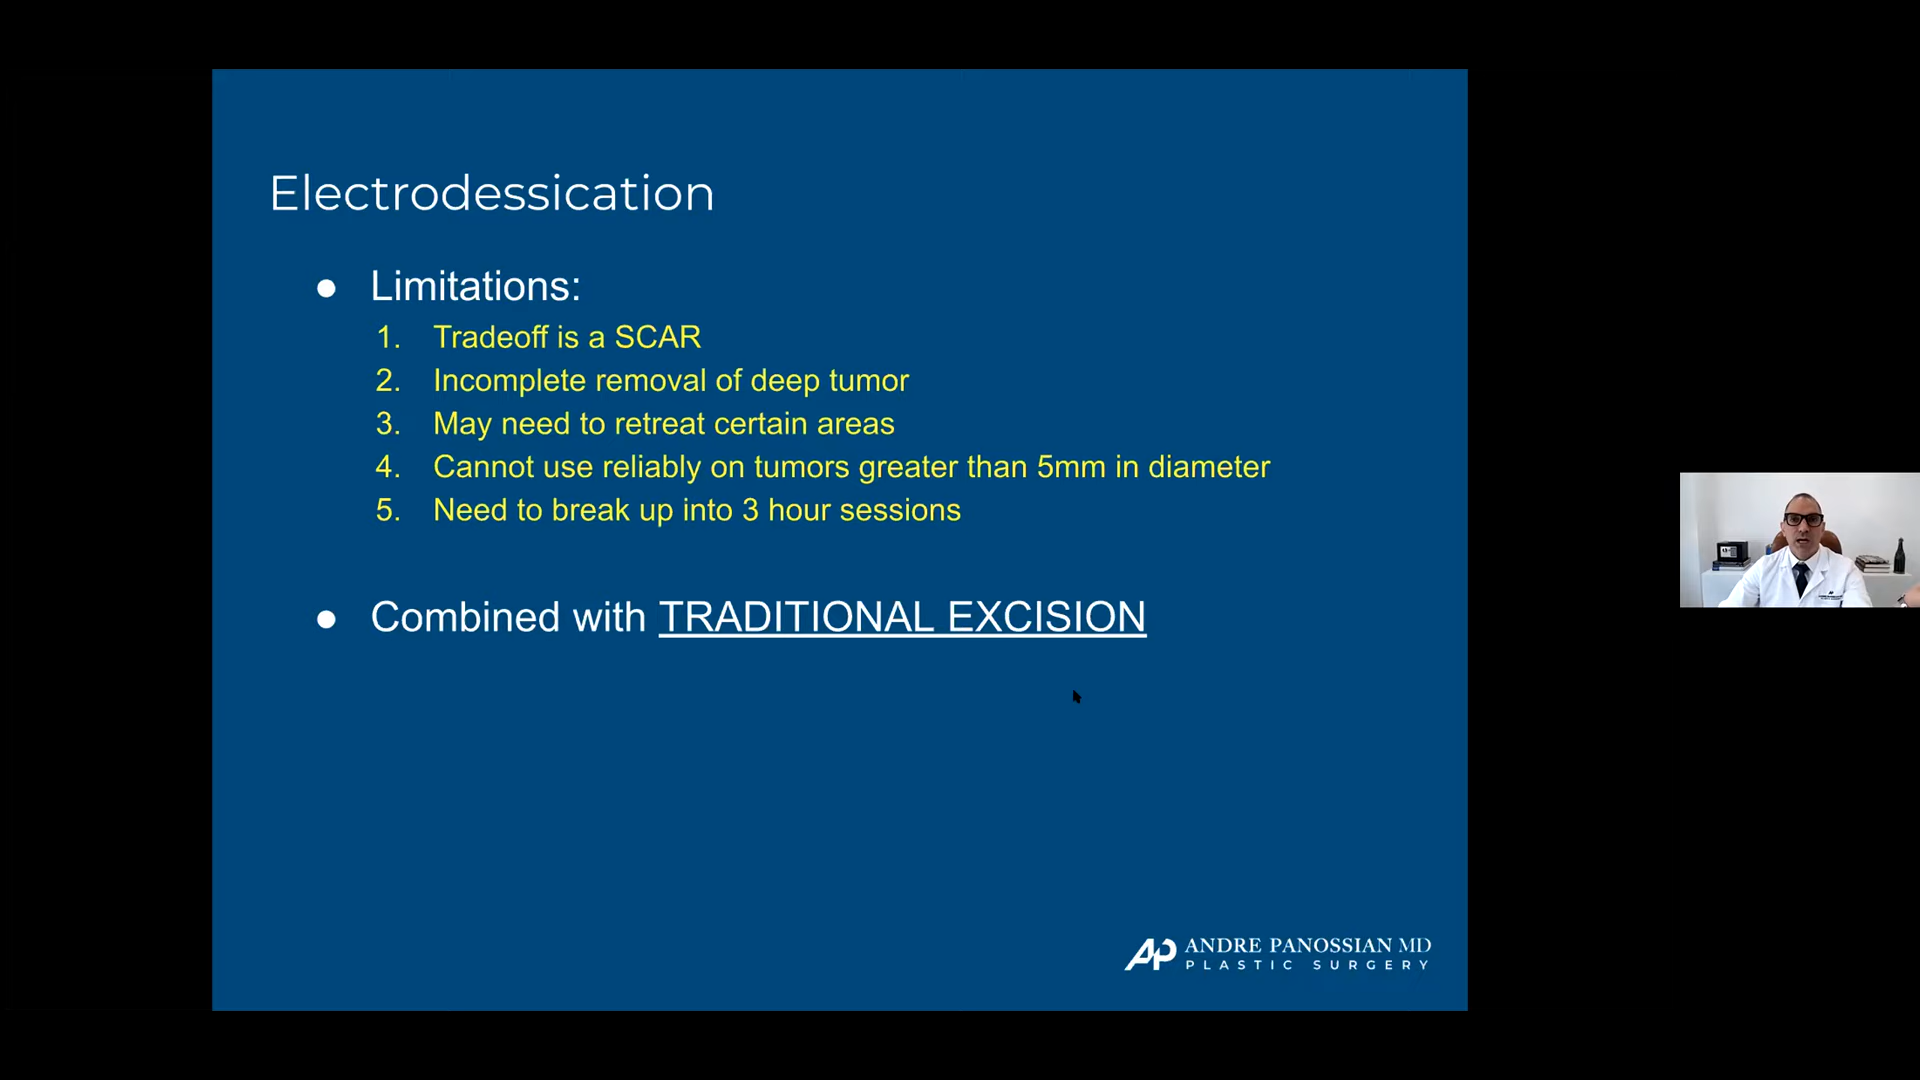 Electrodessication
● Limitations:
1. Tradeoff is a SCAR
2. Incomplete removal of deep tumor
3. May need to retreat certain areas
4. Cannot use reliably on tumors greater than 5mm in diameter
5. Need to break up into 3 hour sessions
● Combined with TRADITIONAL EXCISION
AP ANDRE PANOSSIAN MD
PLASTIC SURGERY